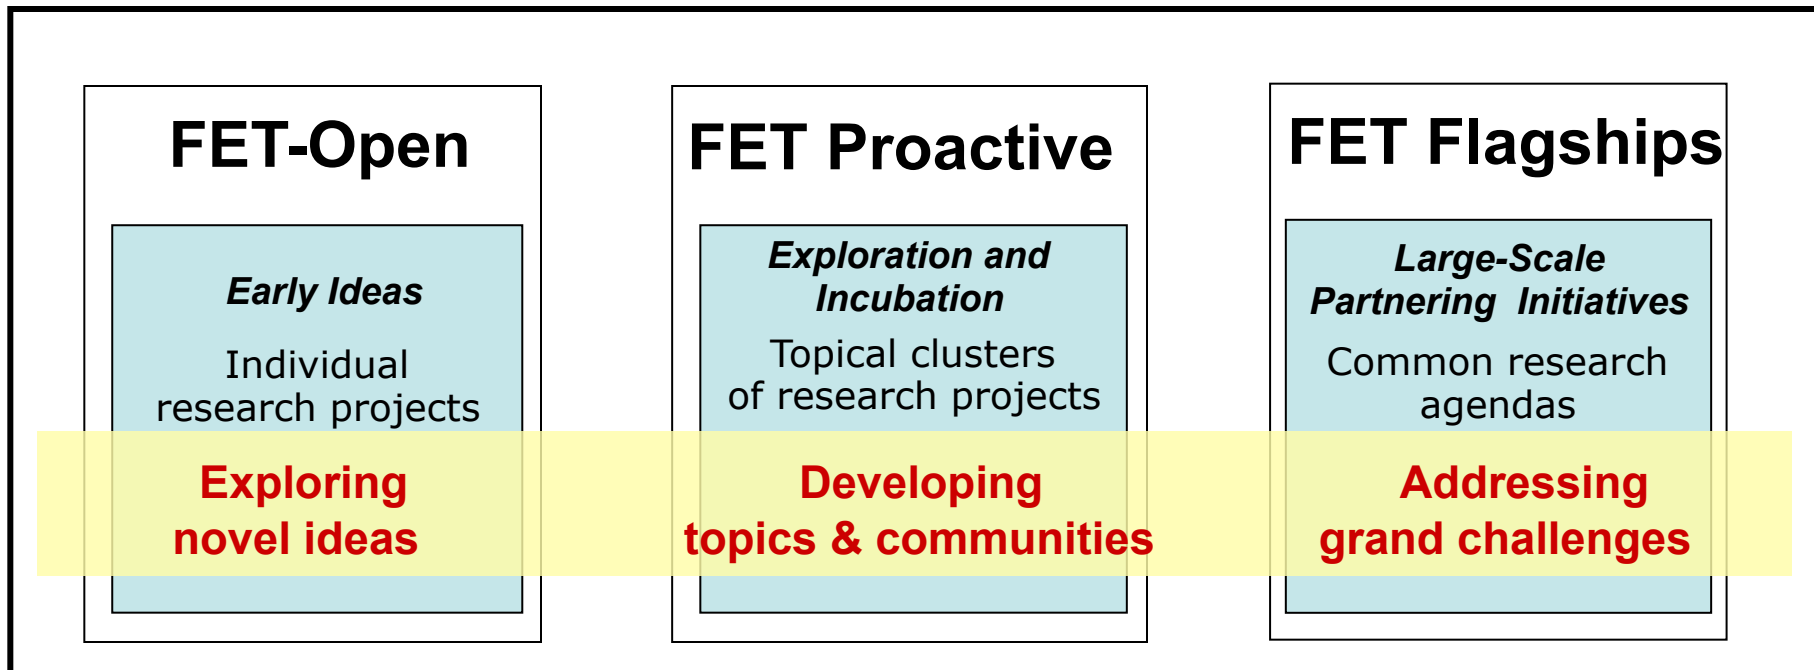 FET-Open
Early Ideas
Individual
research projects
Exploring
novel ideas
FET Proactive
Exploration and
Incubation
Topical clusters
of research projects
Developing
topics & communities
FET Flagships
Large-Scale
Partnering Initiatives
Common research
agendas
Addressing
grand challenges